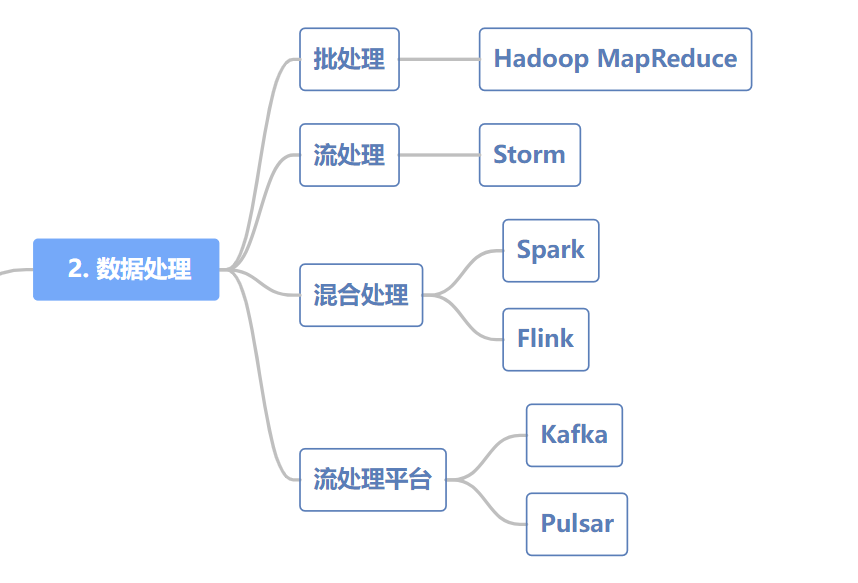 批处理
Hadoop MapReduce
流处理
Storm
2. 数据处理
混合处理
Spark
Flink
流处理平台
Kafka
Pulsar